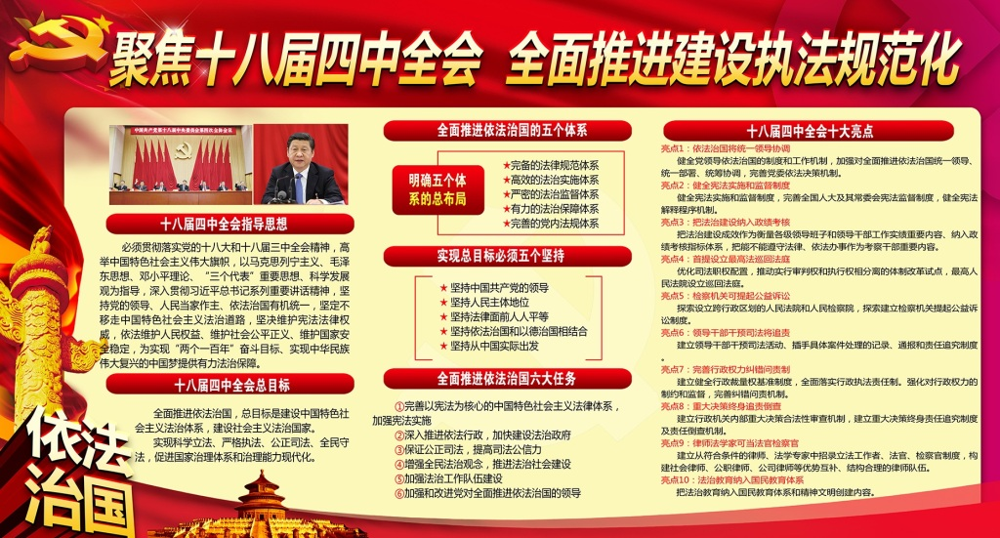 聚焦十八届四中全会 全面推进建设执法规范化
中国共产党第十八届中央委员会第四次全体会议
十八届四中全会指导思想
必须贯彻落实党的十八大和十八届三中全会精神，高
举中国特色社会主义伟大旗帜，以马克思列宁主义、毛泽
东思想、邓小平理论、“三个代表”重要思想、科学发展
观为指导，深入贯彻习近平总书记系列重要讲话精神，坚
持党的领导、人民当家作主、依法治国有机统一，坚定不
移走中国特色社会主义法治道路，坚决维护宪法法律权
威，依法维护人民权益、维护社会公平正义、维护国家安
全稳定，为实现“两个一百年”奋斗目标、实现中华民族
伟大复兴的中国梦提供有力法治保障。
十八届四中全会总目标
全面推进依法治国，总目标是建设中国特色社
会主义法治体系，建设社会主义法治国家。
实现科学立法、严格执法、公正司法、全民守
法，促进国家治理体系和治理能力现代化。
依法
治国
全面推进依法治国的五个体系
明确五个体
系的总布局
★完备的法律规范体系
★高效的法治实施体系
★严密的法治监督体系
★有力的法治保障体系
★完善的党内法规体系
实现总目标必须五个坚持
★ 坚持中国共产党的领导
★ 坚持人民主体地位
★ 坚持法律面前人人平等
★ 坚持依法治国和以德治国相结合
★ 坚持从中国实际出发
全面推进依法治国六大任务
①完善以宪法为核心的中国特色社会主义法律体系，
加强宪法实施
②深入推进依法行政，加快建设法治政府
③保证公正司法，提高司法公信力
④增强全民法治观念，推进法治社会建设
⑤加强法治工作队伍建设
⑥加强和改进党对全面推进依法治国的领导
十八届四中全会十大亮点
亮点1：依法治国将统一领导协调
健全党领导依法治国的制度和工作机制，加强对全面推进依法治国统一领导、
统一部署、统筹协调，完善党委依法决策机制。
亮点2：健全宪法实施和监督制度
健全宪法实施和监督制度，完善全国人大及其常委会宪法监督制度，健全宪法
解释程序机制。
亮点3：把法治建设纳入政绩考核
把法治建设成效作为衡量各级领导班子和领导干部工作实绩重要内容、纳入政
绩考核指标体系，把能不能遵守法律、依法办事作为考察干部重要内容。
亮点4：首提设立最高法巡回法庭
优化司法职权配置，推动实行审判权和执行权相分离的体制改革试点，最高人
民法院设立巡回法庭。
亮点5：检察机关可提起公益诉讼
探索设立跨行政区划的人民法院和人民检察院，探索建立检察机关提起公益诉
讼制度。
亮点6：领导干部干预司法将追责
建立领导干部干预司法活动、插手具体案件处理的记录、通报和责任追究制度
。
亮点7：完善行政权力纠错问责制
建立健全行政裁量权基准制度，全面落实行政执法责任制。强化对行政权力的
制约和监督，完善纠错问责机制。
亮点8：重大决策终身追责倒查
建立行政机关内部重大决策合法性审查机制，建立重大决策终身责任追究制度
及责任倒查机制。
亮点9：律师法学家可当法官检察官
建立从符合条件的律师、法学专家中招录立法工作者、法官、检察官制度，构
建社会律师、公职律师、公司律师等优势互补、结构合理的律师队伍。
亮点10：法治教育纳入国民教育体系
把法治教育纳入国民教育体系和精神文明创建内容。